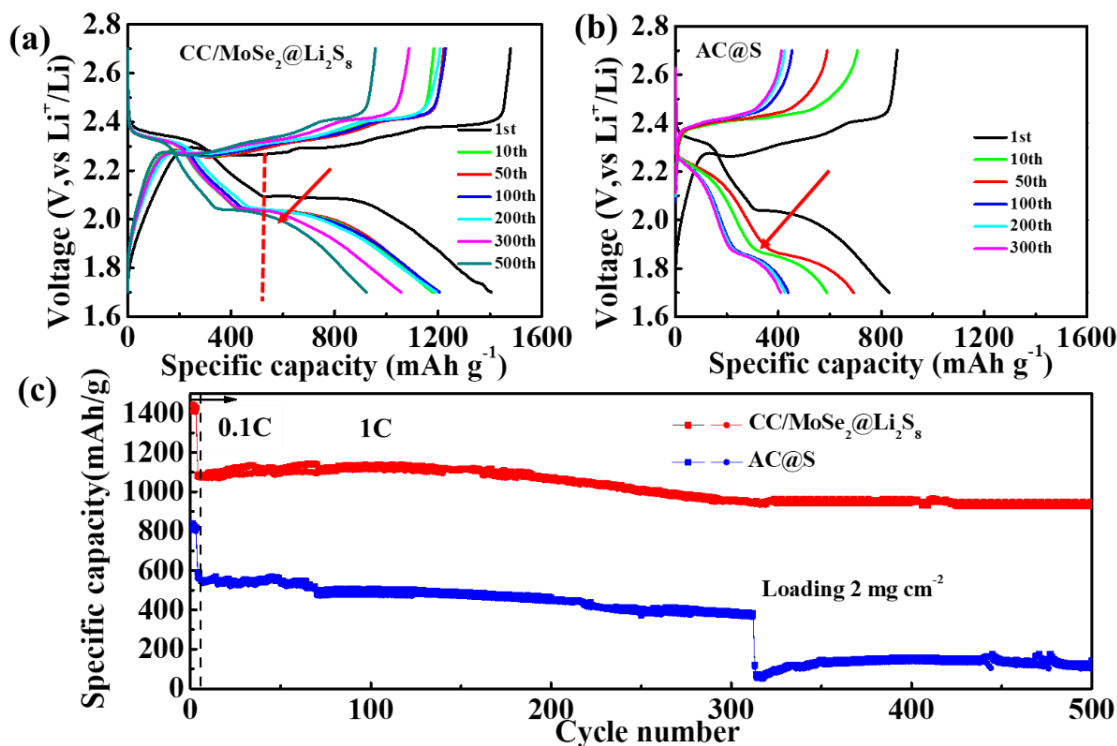 (a)
CC/MoSe₂@Li₂S₈
Voltage (V,vs Li⁺/Li)
2.8
2.6
2.4
2.2
2.0
1.8
1.6
1st
10th
50th
100th
200th
300th
500th
0 400 800 1200 1600
Specific capacity (mAh g⁻¹)
(b)
AC@S
Voltage (V,vs Li⁺/Li)
2.8
2.6
2.4
2.2
2.0
1.8
1.6
1st
10th
50th
100th
200th
300th
0 400 800 1200 1600
Specific capacity (mAh g⁻¹)
(c)
Specific capacity(mAh/g)
1400
1200
1000
800
600
400
200
0
0.1C 1C
CC/MoSe₂@Li₂S₈
AC@S
Loading 2 mg cm⁻²
0 100 200 300 400 500
Cycle number